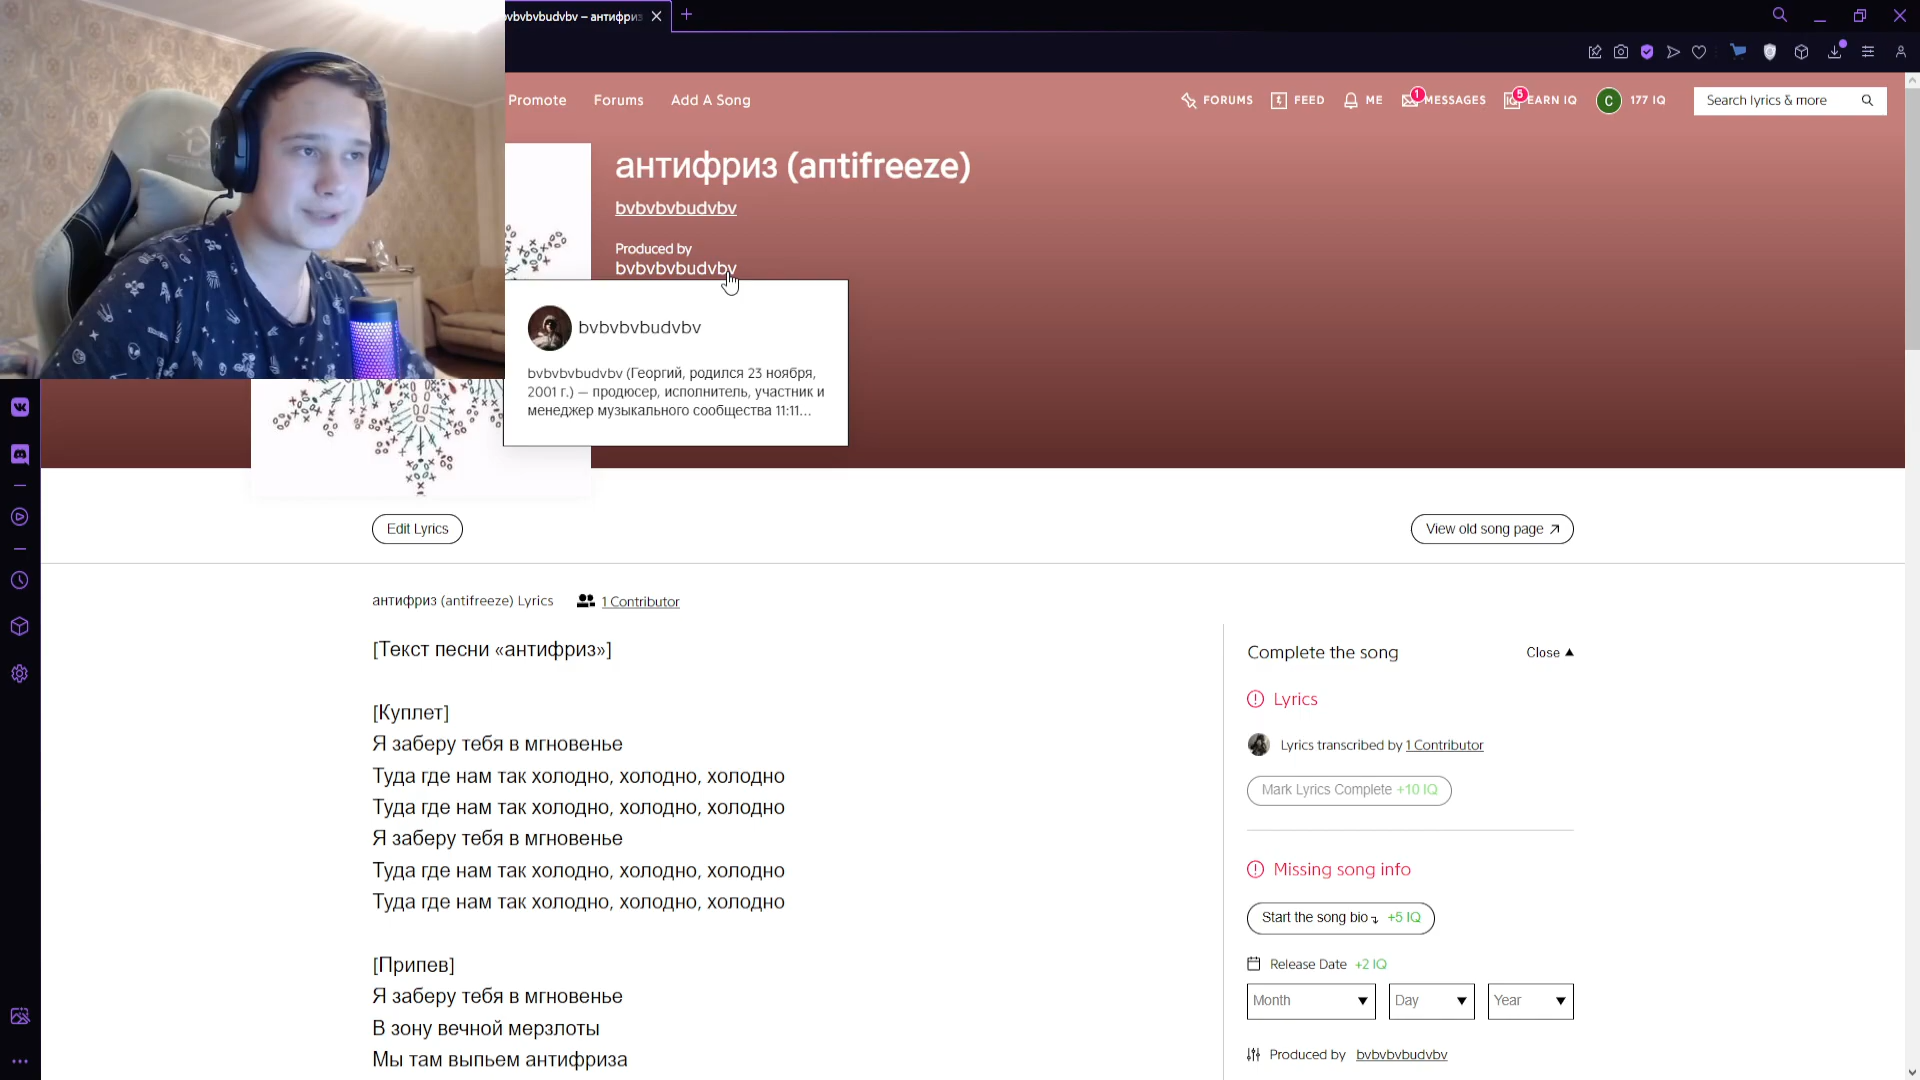 vbvbvbudvbv – антифриз
Promote
Forums
Add A Song
FORUMS
FEED
ME
1
MESSAGES
5
EARN IQ
C
177 IQ
Search lyrics & more
антифриз (antifreeze)
bvbvbvbudvbv
Produced by
bvbvbvbudvbv
bvbvbvbudvbv
bvbvbvbudvbv (Георгий, родился 23 ноября,
2001 г.) — продюсер, исполнитель, участник и
менеджер музыкального сообщества 11:11...
Edit Lyrics
View old song page
антифриз (antifreeze) Lyrics
1 Contributor
[Текст песни «антифриз»]
[Куплет]
Я заберу тебя в мгновенье
Туда где нам так холодно, холодно, холодно
Туда где нам так холодно, холодно, холодно
Я заберу тебя в мгновенье
Туда где нам так холодно, холодно, холодно
Туда где нам так холодно, холодно, холодно
[Припев]
Я заберу тебя в мгновенье
В зону вечной мерзлоты
Мы там выпьем антифриза
Complete the song
Close
Lyrics
Lyrics transcribed by 1 Contributor
Mark Lyrics Complete +10 IQ
Missing song info
Start the song bio +5 IQ
Release Date +2 IQ
Month
Day
Year
Produced by bvbvbvbudvbv